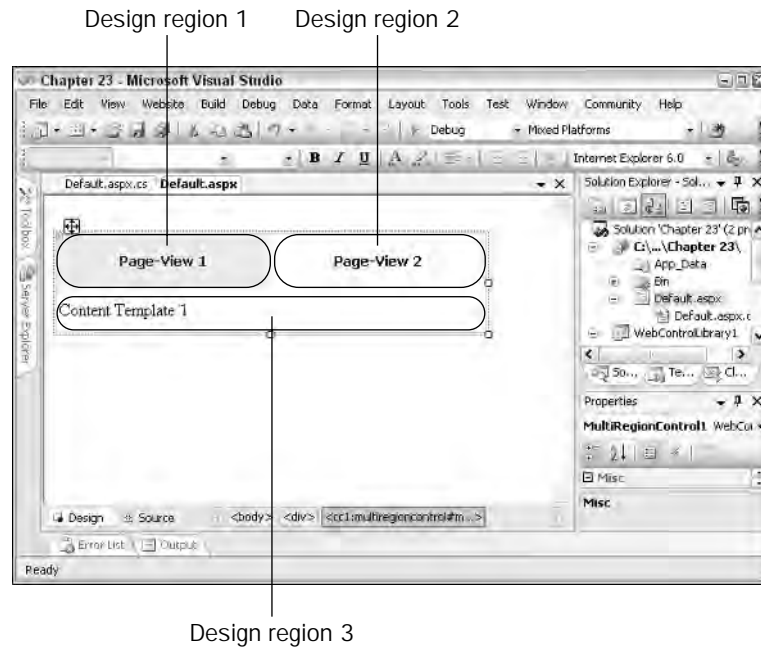 Design region 1 Design region 2
Chapter 23 - Microsoft Visual Studio
File Edit View Website Build Debug Data Format Layout Tools Test Window Community Help
Debug Mixed Platforms
B I U A Internet Explorer 6.0
Default.aspx.cs Default.aspx Solution Explorer - Sol...
Toolbox
Server Explorer
Solution 'Chapter 23' (2 pr
C:\...\Chapter 23\
App_Data
Bin
Default.aspx
Default.aspx.c
WebControlLibrary1
Page-View 1 Page-View 2
Content Template 1
So... Te... Cl...
Properties
MultiRegionControl1 WebCo
Misc
Misc
Design Source <body> <div> <cc1:multiregioncontrol#m...>
Error List Output
Ready
Design region 3